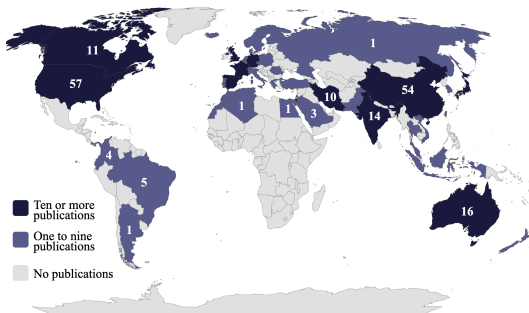 11
1
57
54
10
14
1
1
3
4
5
1
16
Ten or more
publications
One to nine
publications
No publications